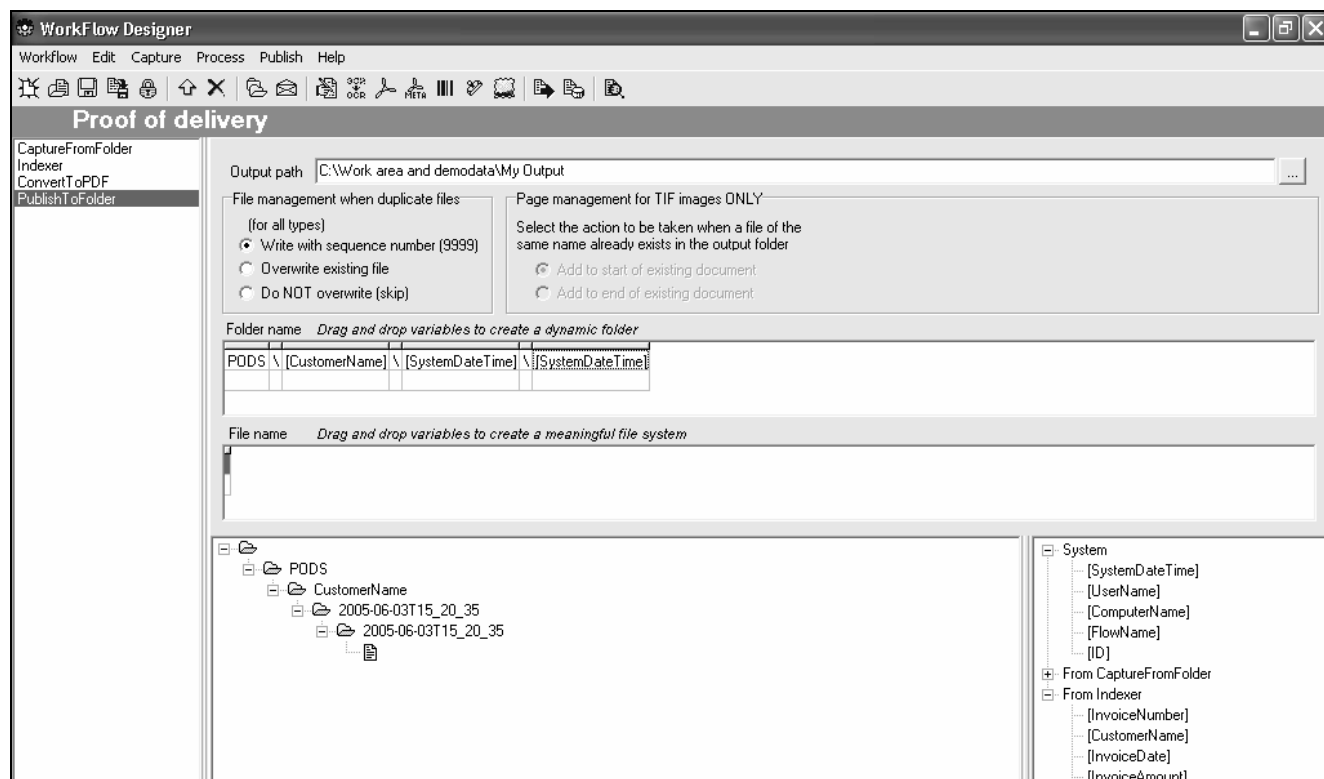 WorkFlow Designer
Workflow Edit Capture Process Publish Help
OCR META
Proof of delivery
CaptureFromFolder
Indexer
ConvertToPDF
PublishToFolder
Output path C:\Work area and demodata\My Output ...
File management when duplicate files
(for all types)
Write with sequence number (9999)
Overwrite existing file
Do NOT overwrite (skip)
Page management for TIF images ONLY
Select the action to be taken when a file of the
same name already exists in the output folder
Add to start of existing document
Add to end of existing document
Folder name Drag and drop variables to create a dynamic folder
PODS \ [CustomerName] \ [SystemDateTime] \ [SystemDateTime]
File name Drag and drop variables to create a meaningful file system
PODS
CustomerName
2005-06-03T15_20_35
2005-06-03T15_20_35
System
[SystemDateTime]
[UserName]
[ComputerName]
[FlowName]
[ID]
From CaptureFromFolder
From Indexer
[InvoiceNumber]
[CustomerName]
[InvoiceDate]
[InvoiceAmount]